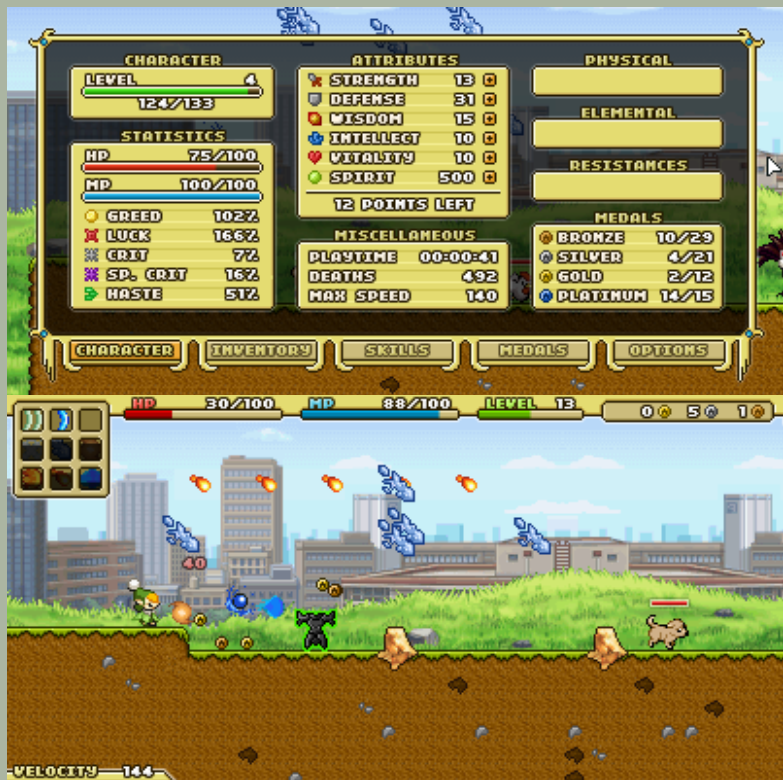 CHARACTER
LEVEL 4
124/133
STATISTICS
HP 75/100
MP 100/100
GREED 102%
LUCK 166%
CRIT 7%
SP. CRIT 16%
HASTE 51%
ATTRIBUTES
STRENGTH 13
DEFENSE 31
WISDOM 15
INTELLECT 10
VITALITY 10
SPIRIT 500
12 POINTS LEFT
MISCELLANEOUS
PLAYTIME 00:00:41
DEATHS 492
MAX SPEED 140
PHYSICAL
ELEMENTAL
RESISTANCES
MEDALS
BRONZE 10/29
SILVER 4/21
GOLD 2/12
PLATINUM 14/15
CHARACTER INVENTORY SKILLS MEDALS OPTIONS
HP 30/100 MP 88/100 LEVEL 13 0 5 1
40
VELOCITY 144